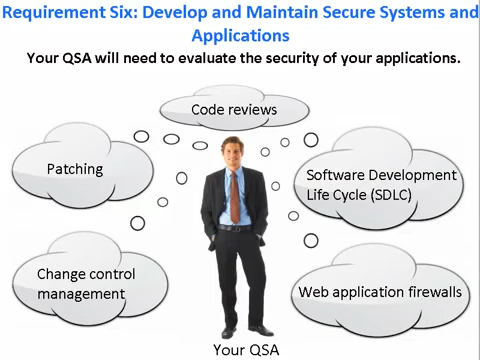 Requirement Six: Develop and Maintain Secure Systems and
Applications
Your QSA will need to evaluate the security of your applications.
Code reviews
Patching
Software Development
Life Cycle (SDLC)
Change control
management
Web application firewalls
Your QSA